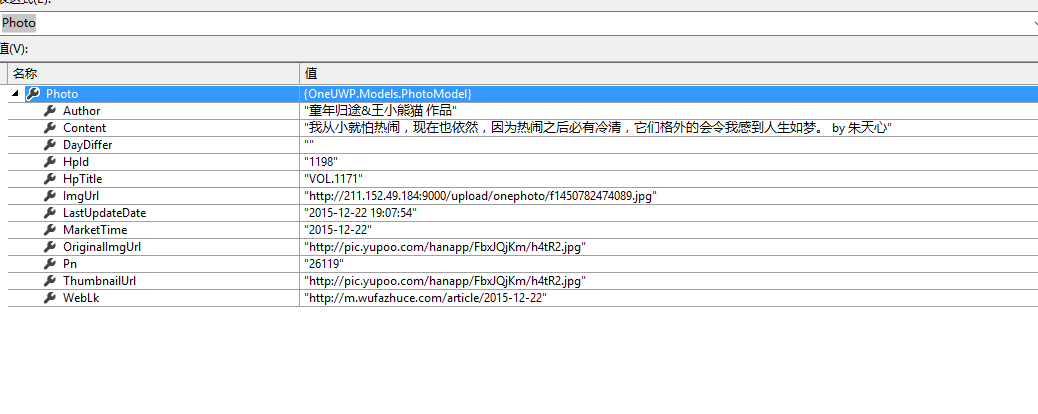 Photo
值(V):
名称 值
Photo {OneUWP.Models.PhotoModel}
Author "童年归途&王小熊猫 作品"
Content "我从小就怕热闹，现在也依然，因为热闹之后必有冷清，它们格外的会令我感到人生如梦。 by 朱天心"
DayDiffer ""
HpId "1198"
HpTitle "VOL.1171"
ImgUrl "http://211.152.49.184:9000/upload/onephoto/f1450782474089.jpg"
LastUpdateDate "2015-12-22 19:07:54"
MarketTime "2015-12-22"
OriginalImgUrl "http://pic.yupoo.com/hanapp/FbxJQjKm/h4tR2.jpg"
Pn "26119"
ThumbnailUrl "http://pic.yupoo.com/hanapp/FbxJQjKm/h4tR2.jpg"
WebLk "http://m.wufazhuce.com/article/2015-12-22"